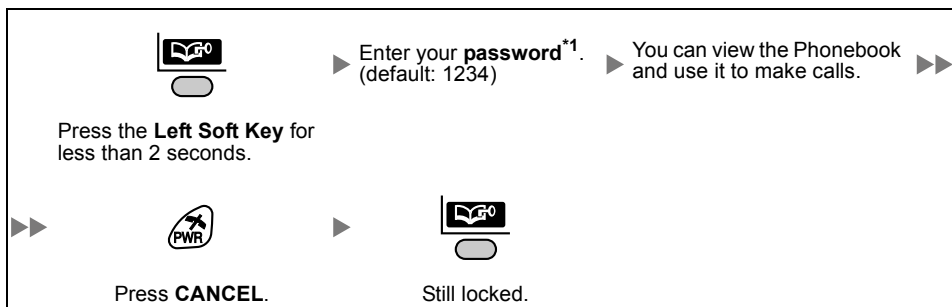 Enter your password*1.
(default: 1234)
You can view the Phonebook
and use it to make calls.
Press the Left Soft Key for
less than 2 seconds.
PWR
Press CANCEL.
Still locked.